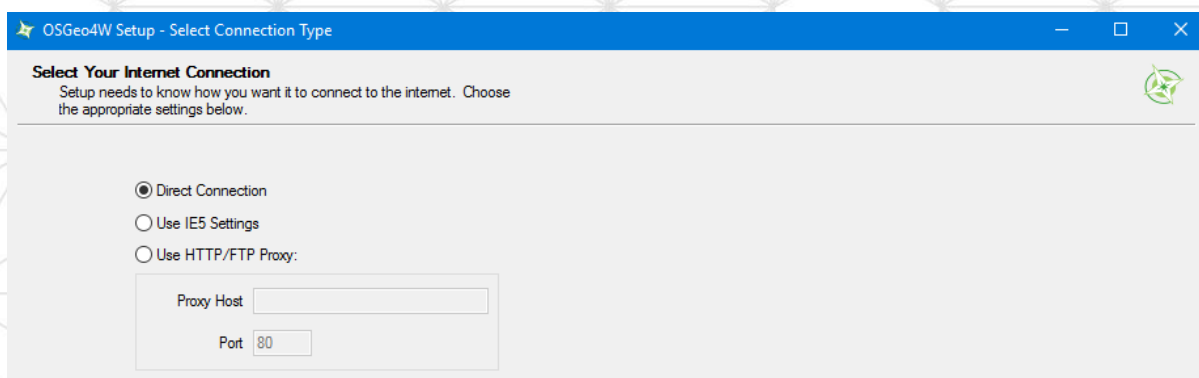 OSGeo4W Setup - Select Connection Type
Select Your Internet Connection
Setup needs to know how you want it to connect to the internet. Choose
the appropriate settings below.
Direct Connection
Use IE5 Settings
Use HTTP/FTP Proxy:
Proxy Host
Port 80